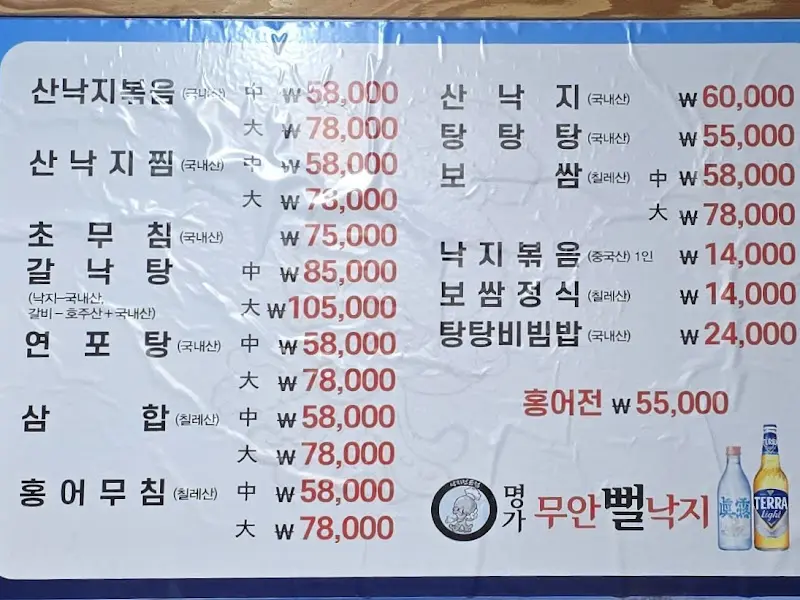 산낙지볶음 (국내산) 中 ₩58,000
大 ₩78,000
산낙지찜 (국내산) 中 ₩58,000
大 ₩78,000
초무침 (국내산) ₩75,000
갈낙탕 中 ₩85,000
(낙지-국내산,
갈비-호주산+국내산) 大 ₩105,000
연포탕 (국내산) 中 ₩58,000
大 ₩78,000
삼합 (칠레산) 中 ₩58,000
大 ₩78,000
홍어무침 (칠레산) 中 ₩58,000
大 ₩78,000
산낙지 (국내산) ₩60,000
탕탕탕 (국내산) ₩55,000
보쌈 (칠레산) 中 ₩58,000
大 ₩78,000
낙지볶음 (중국산) 1인 ₩14,000
보쌈정식 (칠레산) ₩14,000
탕탕비빔밥 (국내산) ₩24,000
홍어전 ₩55,000
명가 무안뻘낙지
眞露
TERRA
Light